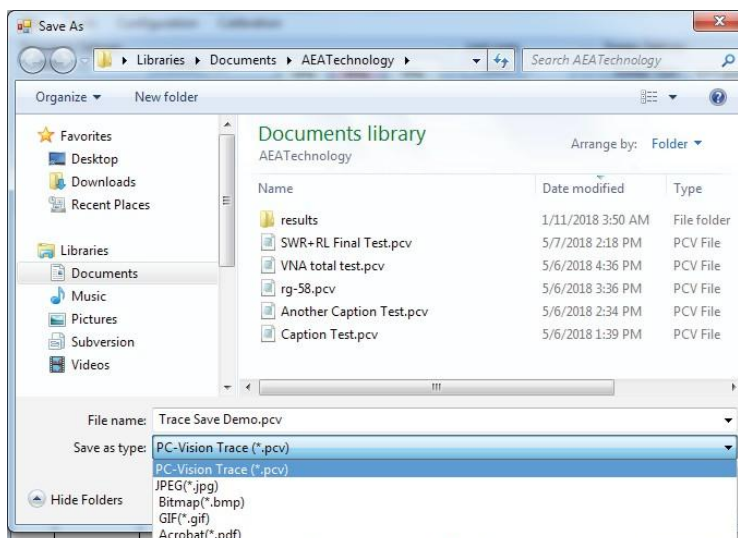 Save As
Libraries ▸ Documents ▸ AEATechnology ▸
Search AEATechnology
Organize ▾ New folder
Favorites
Desktop
Downloads
Recent Places
Libraries
Documents
Music
Pictures
Subversion
Videos
Documents library
AEATechnology
Arrange by: Folder ▾
Name Date modified Type
results 1/11/2018 3:50 AM File folder
SWR+RL Final Test.pcv 5/7/2018 2:18 PM PCV File
VNA total test.pcv 5/6/2018 4:36 PM PCV File
rg-58.pcv 5/6/2018 3:36 PM PCV File
Another Caption Test.pcv 5/6/2018 2:34 PM PCV File
Caption Test.pcv 5/6/2018 1:39 PM PCV File
File name: Trace Save Demo.pcv
Save as type: PC-Vision Trace (*.pcv)
PC-Vision Trace (*.pcv)
JPEG(*.jpg)
Bitmap(*.bmp)
GIF(*.gif)
Acrobat(*.pdf)
Hide Folders